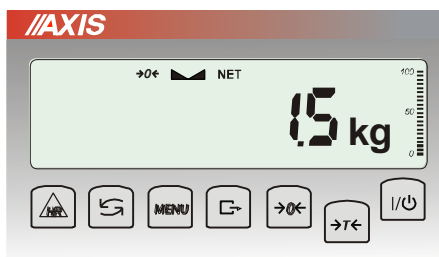 //AXIS
→0← NET
100
50
0
1.5 kg
HR MENU →0← →T← I/⏻